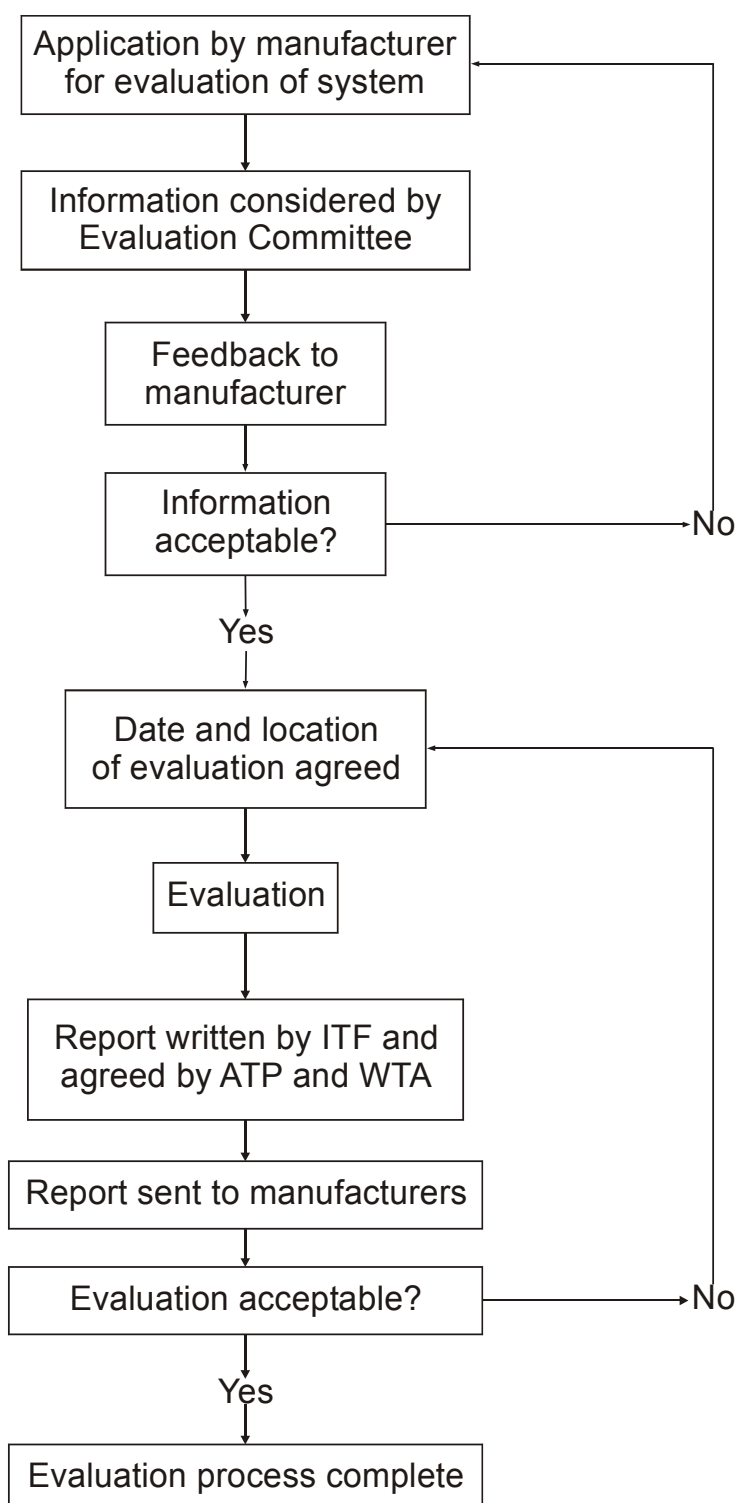 Application by manufacturer
for evaluation of system
Information considered by
Evaluation Committee
Feedback to
manufacturer
Information
acceptable?
No
Yes
Date and location
of evaluation agreed
Evaluation
Report written by ITF and
agreed by ATP and WTA
Report sent to manufacturers
Evaluation acceptable?
No
Yes
Evaluation process complete